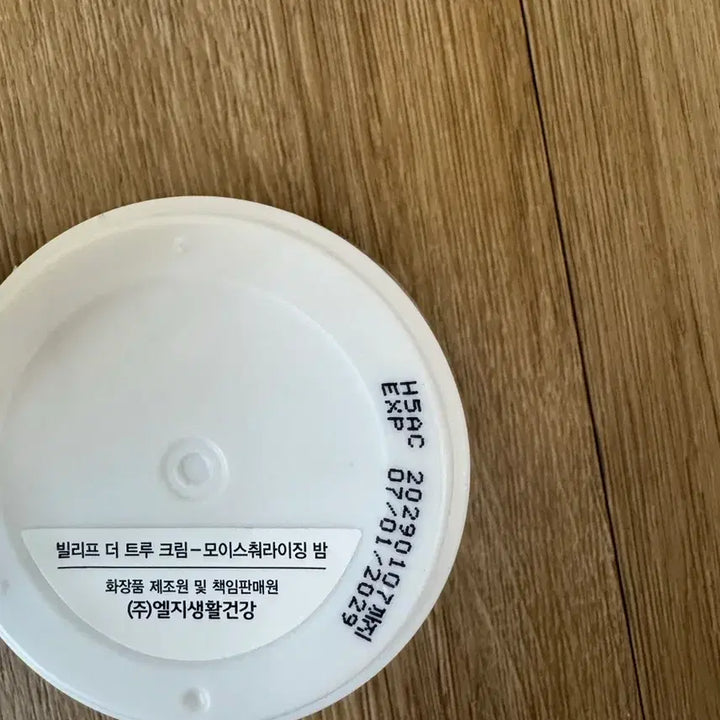 빌리프 더 트루 크림-모이스춰라이징 밤
화장품 제조원 및 책임판매원
(주)엘지생활건강
H5AC 20290107까지
EXP 07/01/2029